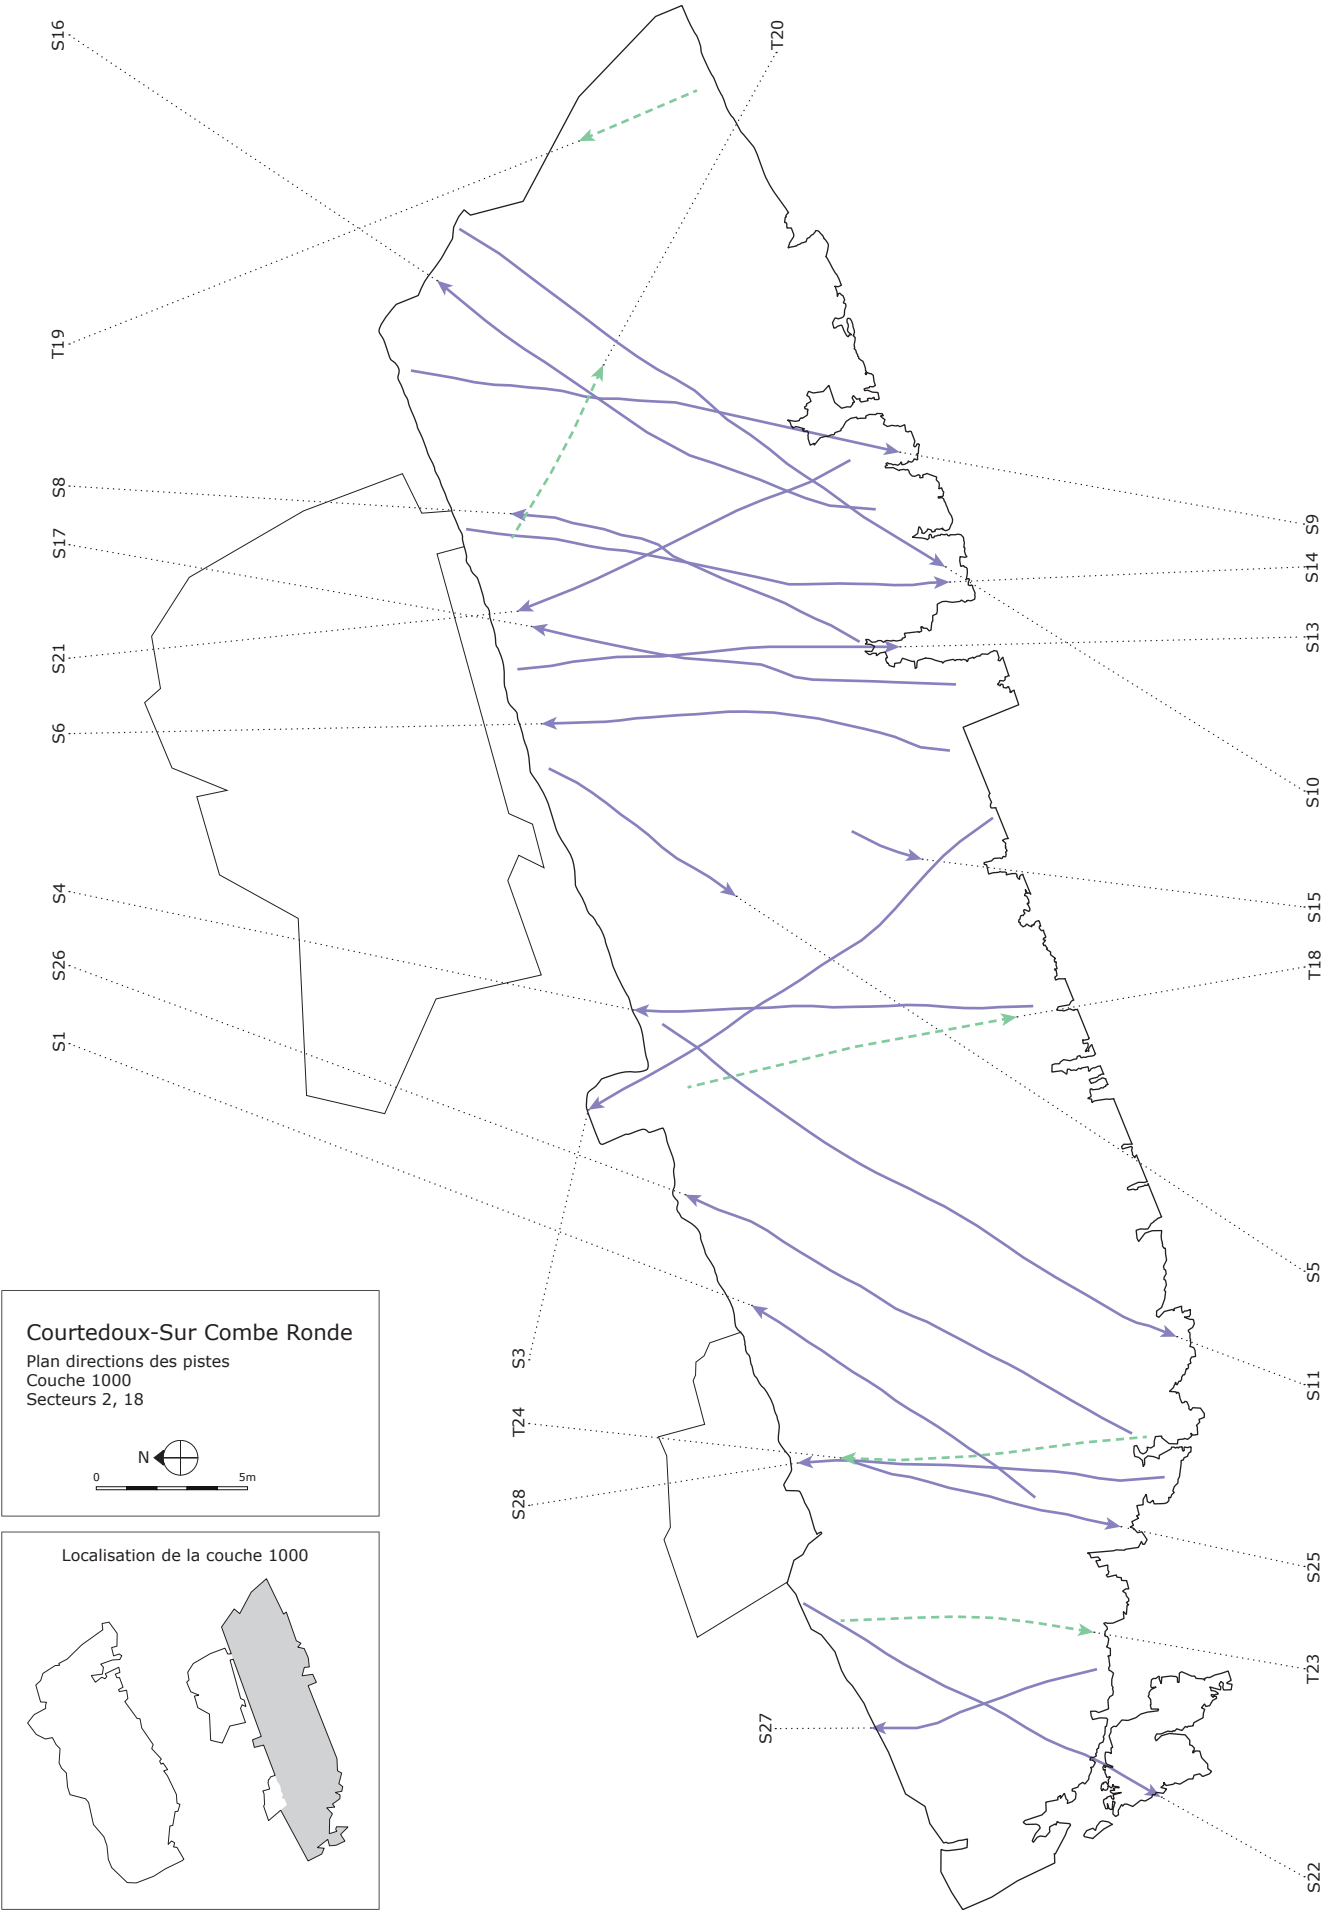 S16
T20
T19
S8
S17
S21
S6
S4
S26
S1
S9
S14
S13
S10
S15
T18
S5
S11
S3
T24
S28
S25
T23
S27
S22
Courtedoux-Sur Combe Ronde
Plan directions des pistes
Couche 1000
Secteurs 2, 18
N
0 5m
Localisation de la couche 1000